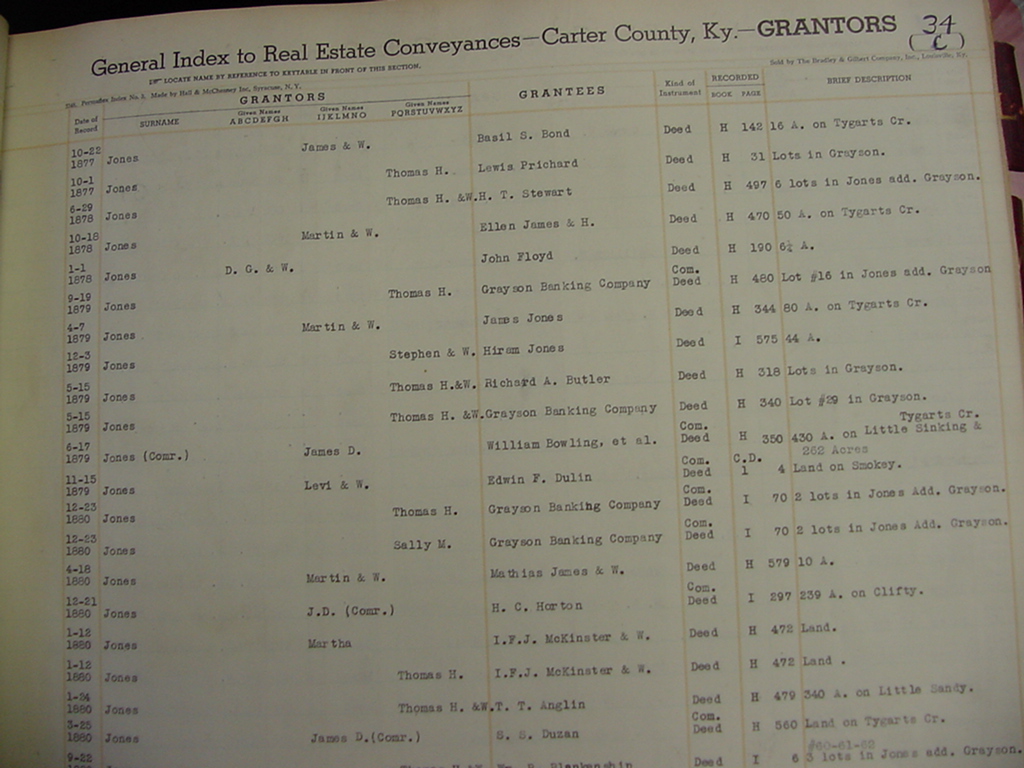 General Index to Real Estate Conveyances—Carter County, Ky.—GRANTORS 34
( C )
LOCATE NAME BY REFERENCE TO KEYTABLE IN FRONT OF THIS SECTION.
Sold by The Bradley & Gilbert Company, Inc., Louisville, Ky.
Made by Hall & McChesney Inc, Syracuse, N. Y.
GRANTORS GRANTEES Kind of Instrument RECORDED BRIEF DESCRIPTION
Date of Record SURNAME Given Names ABCDEFGH Given Names IJKLMNO Given Names PQRSTUVWXYZ BOOK PAGE
10-22 1877 Jones James & W. Basil S. Bond Deed H 142 16 A. on Tygarts Cr.
10-1 1877 Jones Thomas H. Lewis Prichard Deed H 31 Lots in Grayson.
6-29 1878 Jones Thomas H. &W. H. T. Stewart Deed H 497 6 lots in Jones add. Grayson.
10-18 1878 Jones Martin & W. Ellen James & H. Deed H 470 50 A. on Tygarts Cr.
1-1 1878 Jones D. G. & W. John Floyd Deed H 190 6¼ A.
9-19 1879 Jones Thomas H. Grayson Banking Company Com. Deed H 480 Lot #16 in Jones add. Grayson
4-7 1879 Jones Martin & W. James Jones Deed H 344 80 A. on Tygarts Cr.
12-3 1879 Jones Stephen & W. Hiram Jones Deed I 575 44 A.
5-15 1879 Jones Thomas H.&W. Richard A. Butler Deed H 318 Lots in Grayson.
5-15 1879 Jones Thomas H. &W. Grayson Banking Company Deed H 340 Lot #29 in Grayson.
Tygarts Cr.
6-17 1879 Jones (Comr.) James D. William Bowling, et al. Com. Deed H 350 430 A. on Little Sinking &
262 Acres
11-15 1879 Jones Levi & W. Edwin F. Dulin Com. Deed C.D. 1 4 Land on Smokey.
12-23 1880 Jones Thomas H. Grayson Banking Company Com. Deed I 70 2 lots in Jones Add. Grayson.
12-23 1880 Jones Sally M. Grayson Banking Company Com. Deed I 70 2 lots in Jones Add. Grayson.
4-18 1880 Jones Martin & W. Mathias James & W. Deed H 579 10 A.
12-21 1880 Jones J.D. (Comr.) H. C. Horton Com. Deed I 297 239 A. on Clifty.
1-12 1880 Jones Martha I.F.J. McKinster & W. Deed H 472 Land.
1-12 1880 Jones Thomas H. I.F.J. McKinster & W. Deed H 472 Land .
1-24 1880 Jones Thomas H. &W. T. T. Anglin Deed H 479 340 A. on Little Sandy.
3-25 1880 Jones James D.(Comr.) S. S. Duzan Com. Deed H 560 Land on Tygarts Cr.
#60-61-62
9-22 Deed I 6 3 lots in Jones add. Grayson.